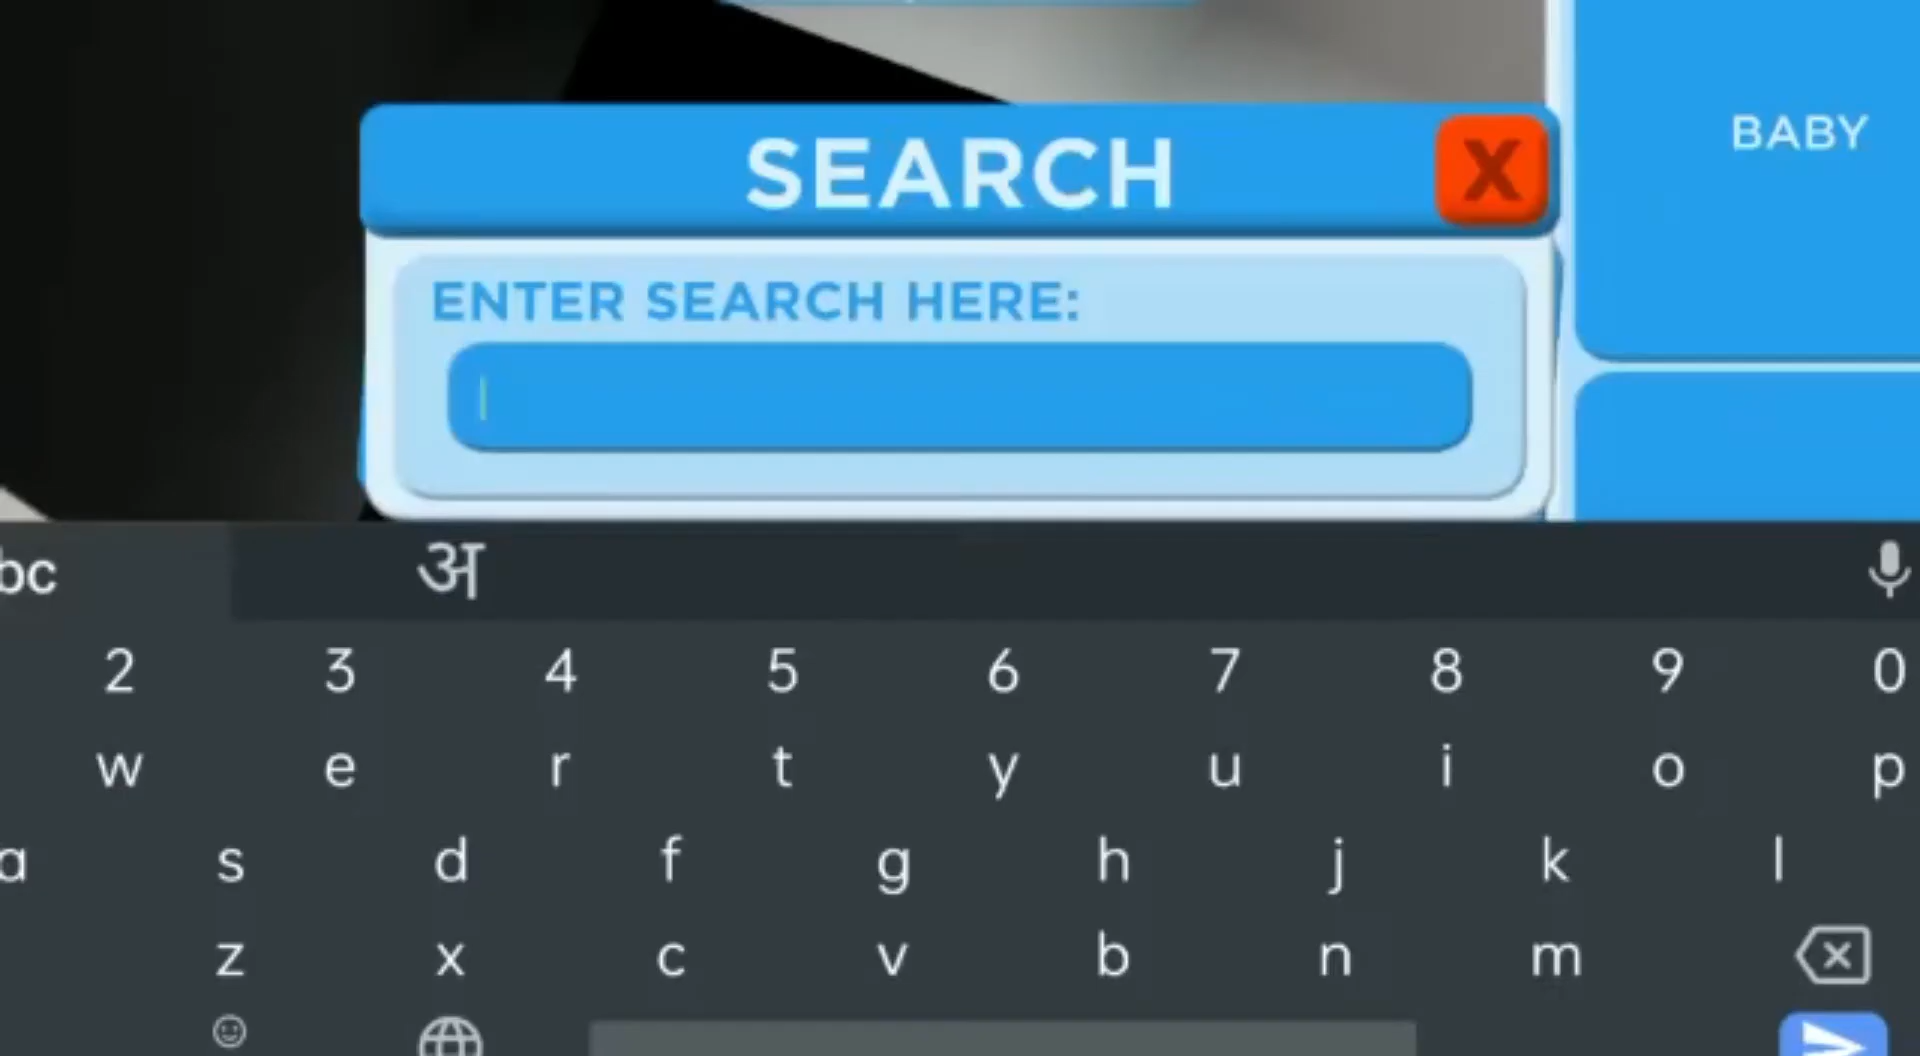 SEARCH
X
BABY
ENTER SEARCH HERE:
bc
अ
2 3 4 5 6 7 8 9 0
w e r t y u i o p
a s d f g h j k l
z x c v b n m